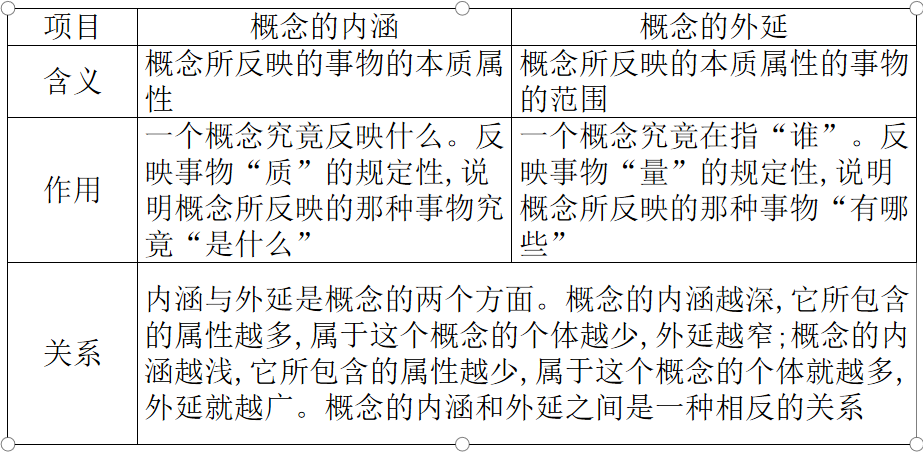 项目 概念的内涵 概念的外延
含义
概念所反映的事物的本质属
性
概念所反映的本质属性的事物
的范围
作用
一个概念究竟反映什么。反
映事物“质”的规定性,说
明概念所反映的那种事物究
竟“是什么”
一个概念究竟在指“谁”。反
映事物“量”的规定性,说明
概念所反映的那种事物“有哪
些”
关系
内涵与外延是概念的两个方面。概念的内涵越深,它所包含
的属性越多,属于这个概念的个体越少,外延越窄;概念的内
涵越浅,它所包含的属性越少,属于这个概念的个体就越多,
外延就越广。概念的内涵和外延之间是一种相反的关系